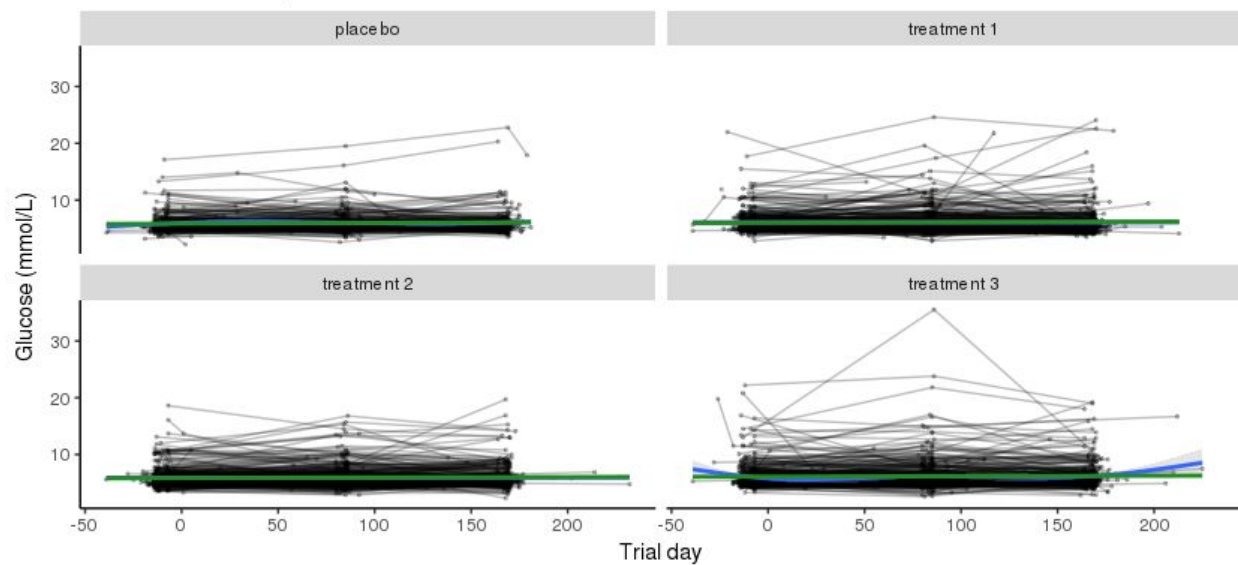 placebo
treatment 1
30
20
10
treatment 2
treatment 3
30
20
10
Glucose (mmol/L)
-50 0 50 100 150 200 -50 0 50 100 150 200
Trial day